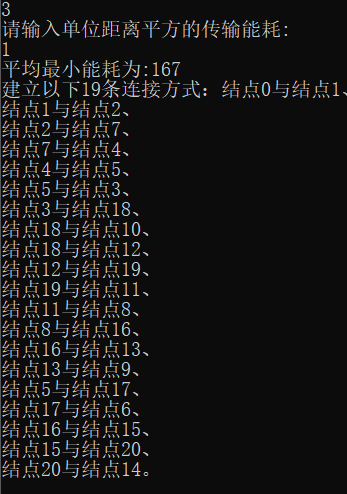 3
请输入单位距离平方的传输能耗:
1
平均最小能耗为:167
建立以下19条连接方式：结点0与结点1、
结点1与结点2、
结点2与结点7、
结点7与结点4、
结点4与结点5、
结点5与结点3、
结点3与结点18、
结点18与结点10、
结点18与结点12、
结点12与结点19、
结点19与结点11、
结点11与结点8、
结点8与结点16、
结点16与结点13、
结点13与结点9、
结点5与结点17、
结点17与结点6、
结点16与结点15、
结点15与结点20、
结点20与结点14。